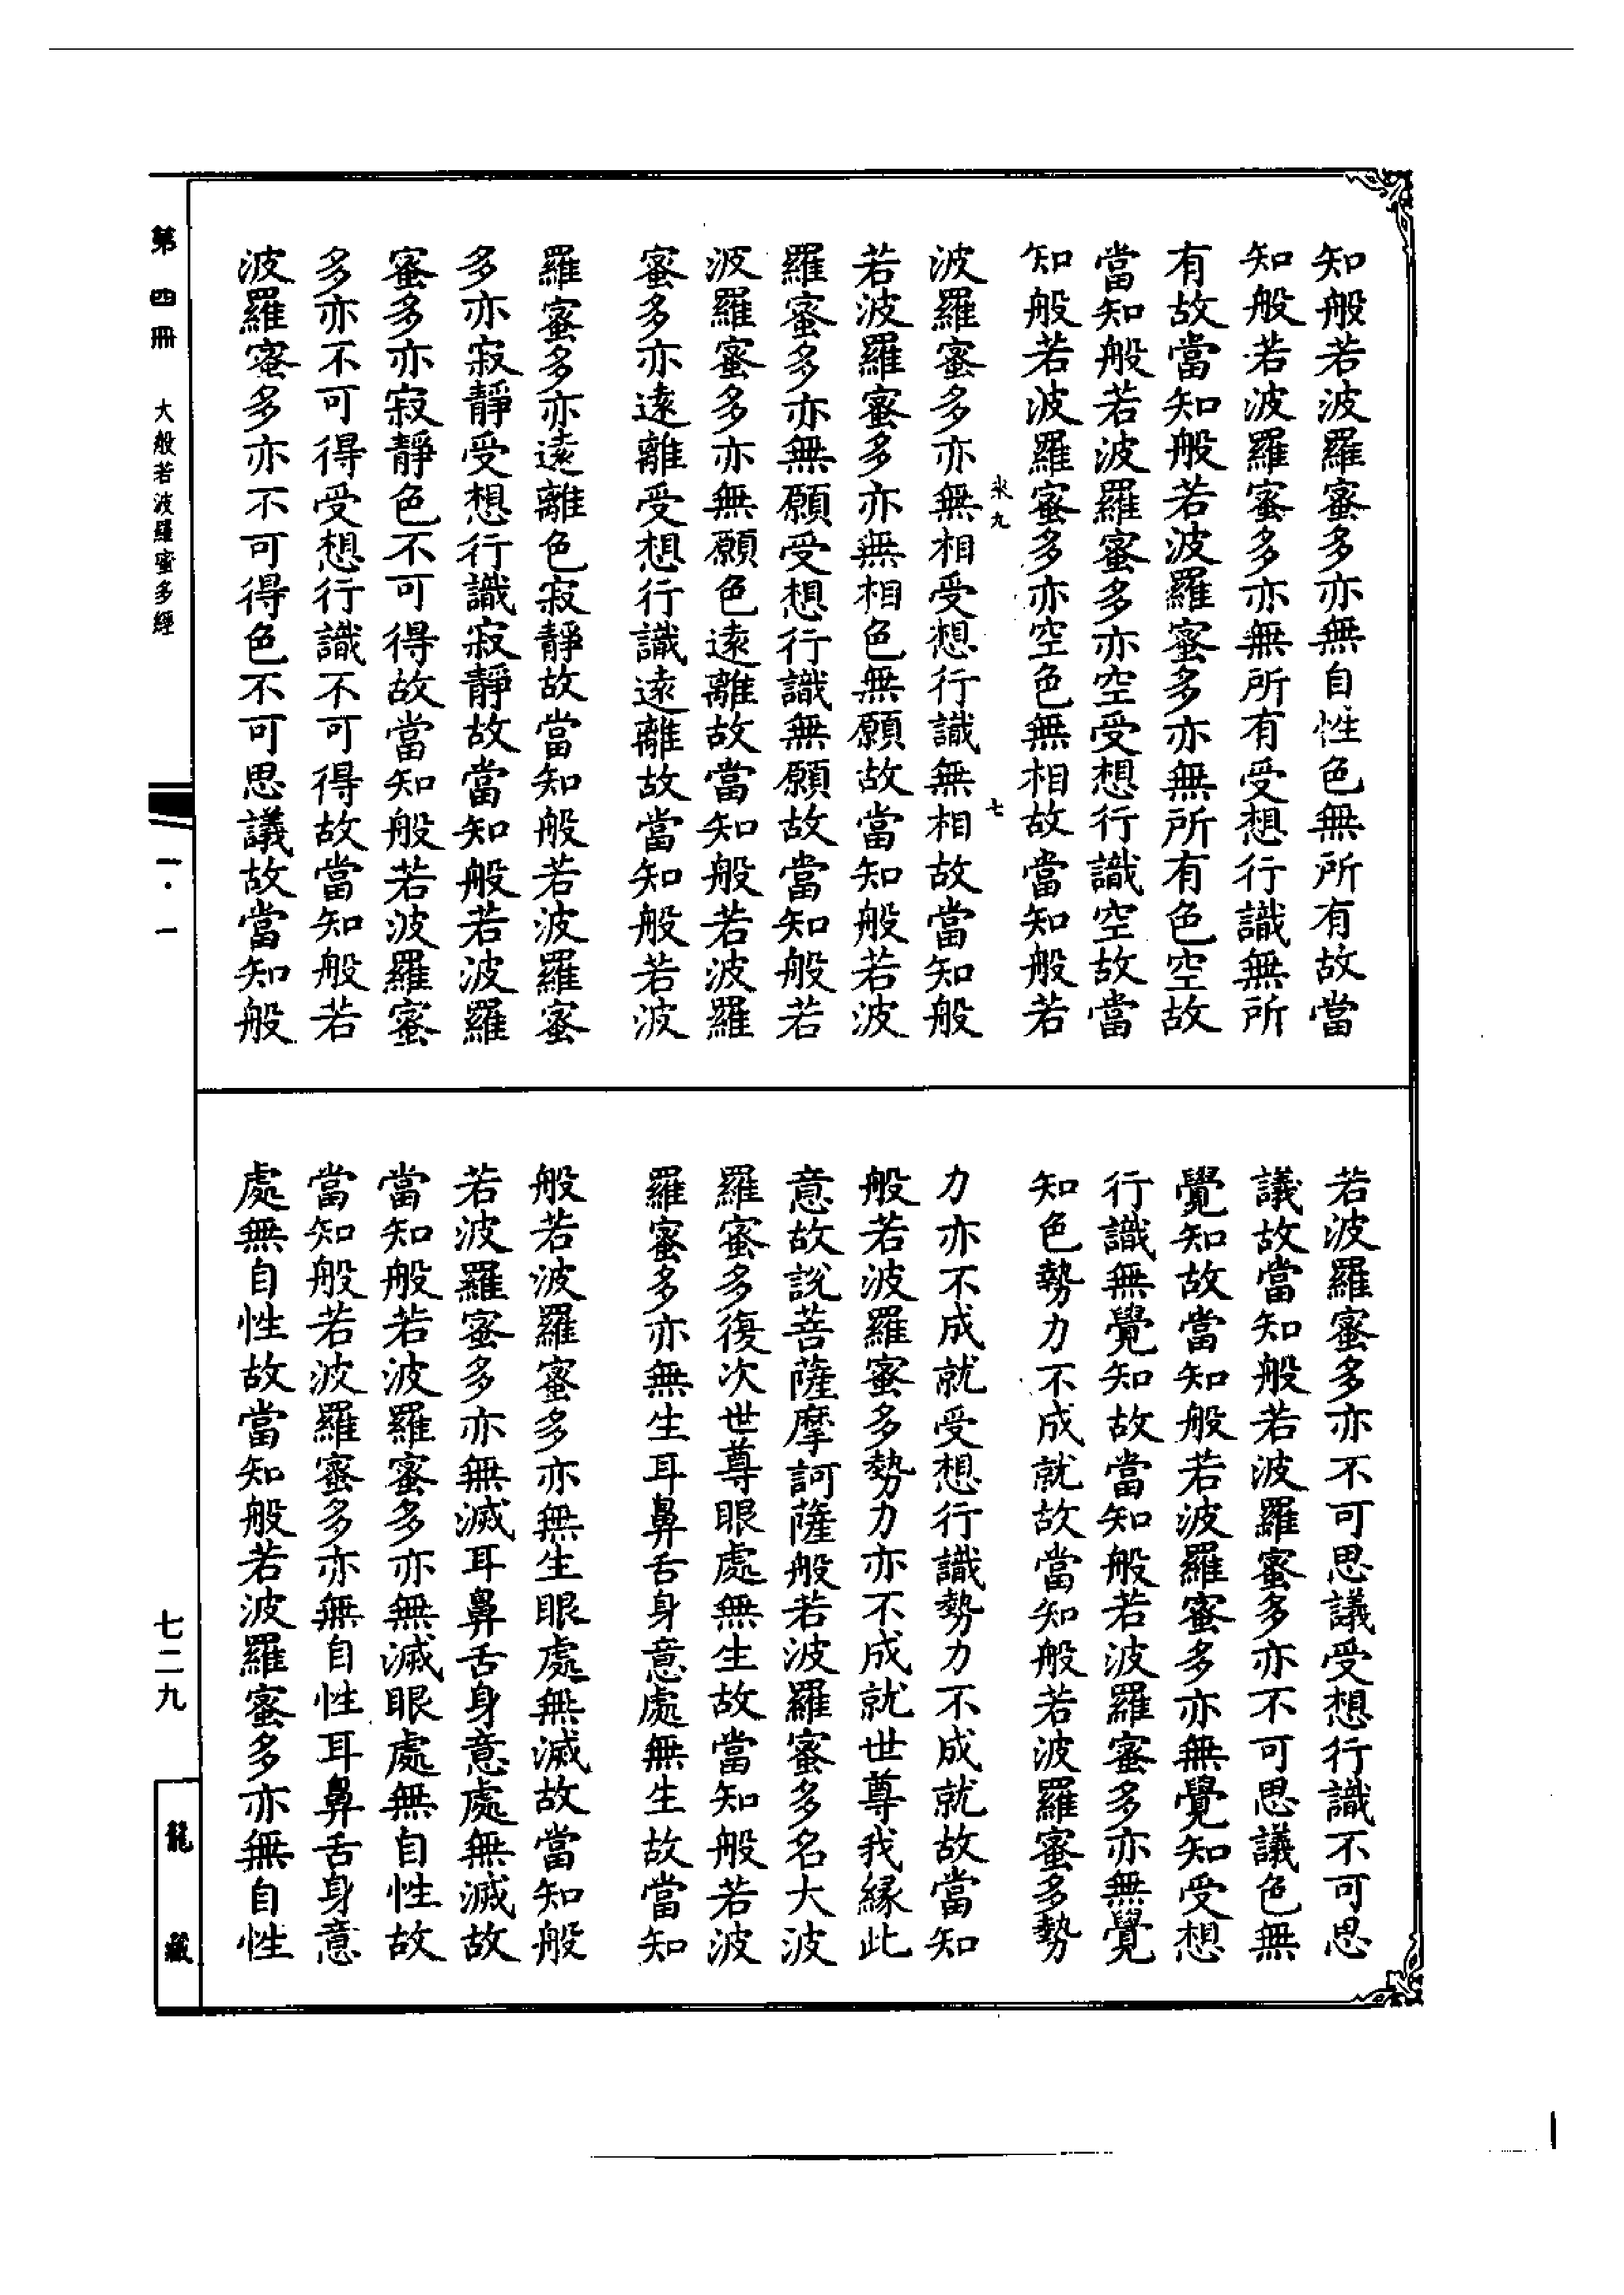 知般若波羅蜜多亦無自性色無所有故當
知般若波羅蜜多亦無所有受想行識無所
有故當知般若波羅蜜多亦無所有色空故
當知般若波羅蜜多亦空受想行識空故當
知般若波羅蜜多亦空色無相故當知般若
波羅蜜多亦無相受想行識無相故當知般
若波羅蜜多亦無相色無願故當知般若波
羅蜜多亦無願受想行識無願故當知般若
波羅蜜多亦無願色遠離故當知般若波羅
蜜多亦遠離受想行識遠離故當知般若波
羅蜜多亦遠離色寂靜故當知般若波羅蜜
多亦寂靜受想行識寂靜故當知般若波羅
蜜多亦寂靜色不可得故當知般若波羅蜜
多亦不可得受想行識不可得故當知般若
波羅蜜多亦不可得色不可思議故當知般
若波羅蜜多亦不可思議受想行識不可思
議故當知般若波羅蜜多亦不可思議色無
覺知故當知般若波羅蜜多亦無覺知受想
行識無覺知故當知般若波羅蜜多亦無覺
知色勢力不成就故當知般若波羅蜜多勢
力亦不成就受想行識勢力不成就故當知
般若波羅蜜多勢力亦不成就世尊我緣此
意故說菩薩摩訶薩般若波羅蜜多名大波
羅蜜多復次世尊眼處無生故當知般若波
羅蜜多亦無生耳鼻舌身意處無生故當知
般若波羅蜜多亦無生眼處無滅故當知般
若波羅蜜多亦無滅耳鼻舌身意處無滅故
當知般若波羅蜜多亦無滅眼處無自性故
當知般若波羅蜜多亦無自性耳鼻舌身意
處無自性故當知般若波羅蜜多亦無自性
九 七
第四冊 大般若波羅蜜多經 一·一 七二九
龍藏